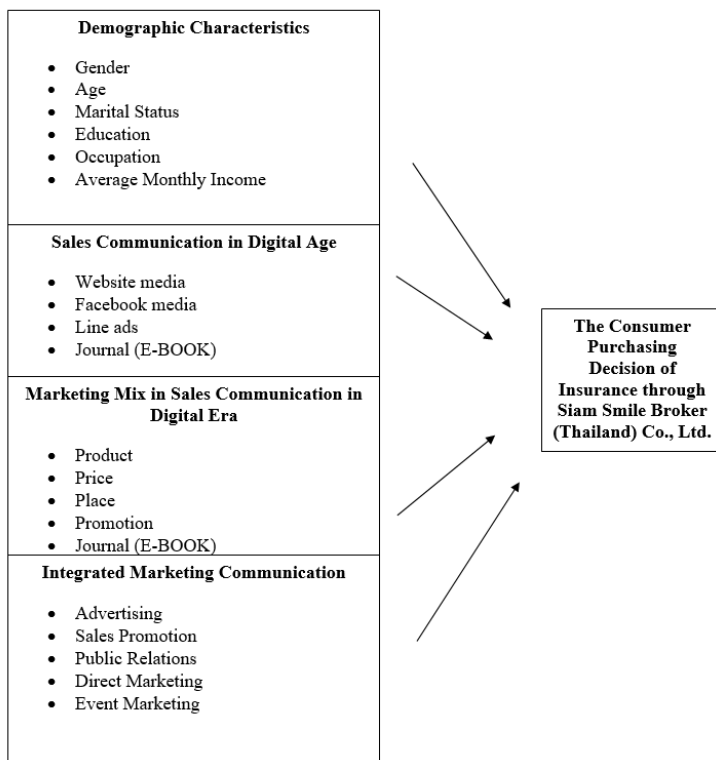 Demographic Characteristics
• Gender
• Age
• Marital Status
• Education
• Occupation
• Average Monthly Income
Sales Communication in Digital Age
• Website media
• Facebook media
• Line ads
• Journal (E-BOOK)
Marketing Mix in Sales Communication in
Digital Era
• Product
• Price
• Place
• Promotion
• Journal (E-BOOK)
Integrated Marketing Communication
• Advertising
• Sales Promotion
• Public Relations
• Direct Marketing
• Event Marketing
The Consumer
Purchasing
Decision of
Insurance through
Siam Smile Broker
(Thailand) Co., Ltd.